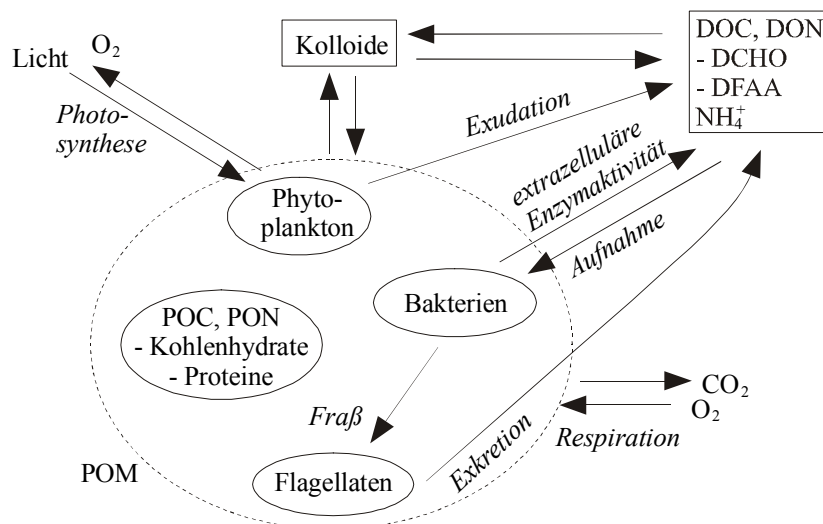 Licht
O₂
Photo-
synthese
Kolloide
DOC, DON
- DCHO
- DFAA
NH₄⁺
Exudation
extrazelluläre
Enzymaktivität
Aufnahme
Phyto-
plankton
Bakterien
POC, PON
- Kohlenhydrate
- Proteine
Fraß
Flagellaten
POM
Exkretion
CO₂
O₂
Respiration